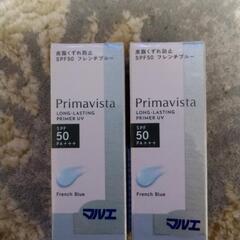 皮脂くずれ防止
SPF50 フレンチブルー
Primavista
LONG-LASTING
PRIMER UV
SPF
50
PA+++
French Blue
マルエ
皮脂くずれ防止
SPF50 フレンチブルー
Primavista
LONG-LASTING
PRIMER UV
SPF
50
PA+++
French Blue
マルエ